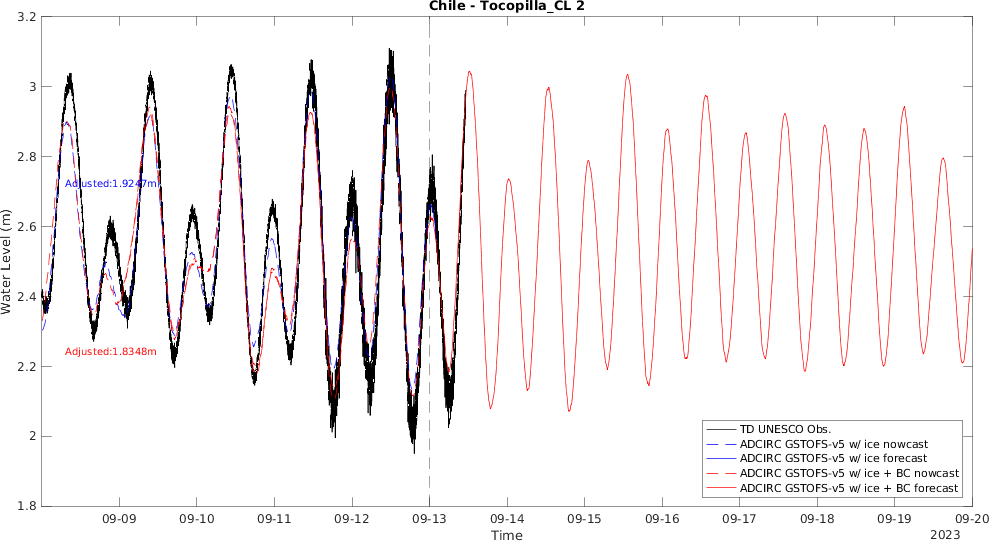 Chile - Tocopilla_CL 2
3.2
3
2.8
2.6
2.4
2.2
2
1.8
Water Level (m)
Adjusted:1.9247m
Adjusted:1.8348m
TD UNESCO Obs.
ADCIRC GSTOFS-v5 w/ ice nowcast
ADCIRC GSTOFS-v5 w/ ice forecast
ADCIRC GSTOFS-v5 w/ ice + BC nowcast
ADCIRC GSTOFS-v5 w/ ice + BC forecast
09-09 09-10 09-11 09-12 09-13 09-14 09-15 09-16 09-17 09-18 09-19 09-20
Time
2023